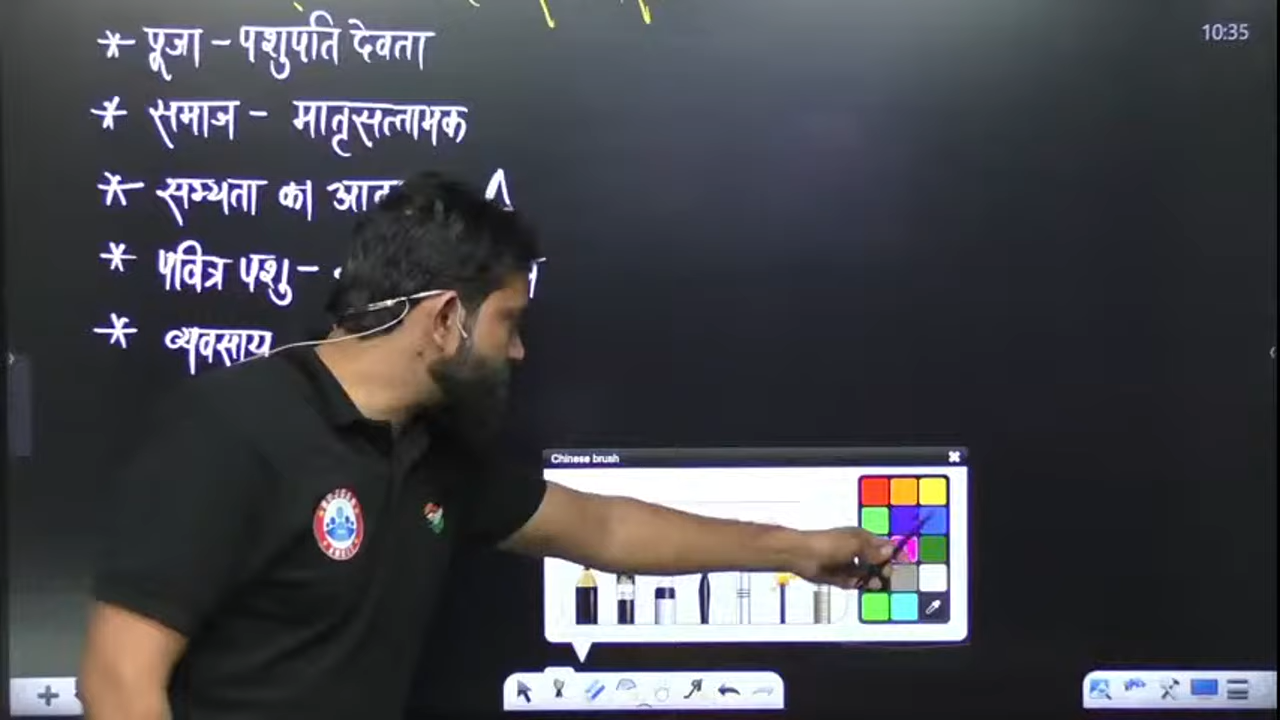 10:35
* पूजा - पशुपति देवता
* समाज - मातृसत्तामक
* सभ्यता का
* पवित्र पशु -
* व्यवसाय
Chinese brush